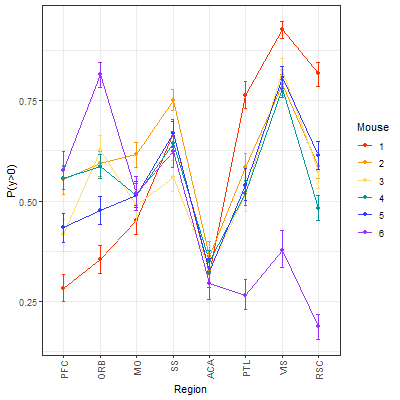 P(y>0)
0.75
0.50
0.25
PFC
ORB
MO
SS
ACA
PTL
VIS
RSC
Region
Mouse
1
2
3
4
5
6